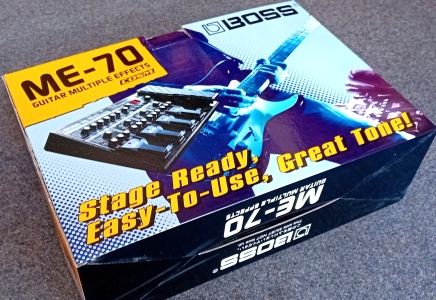 BOSS
ME-70
GUITAR MULTIPLE EFFECTS
COSM
Stage Ready,
Easy-To-Use, Great Tone!
ME-70
GUITAR MULTIPLE EFFECTS
BOSS